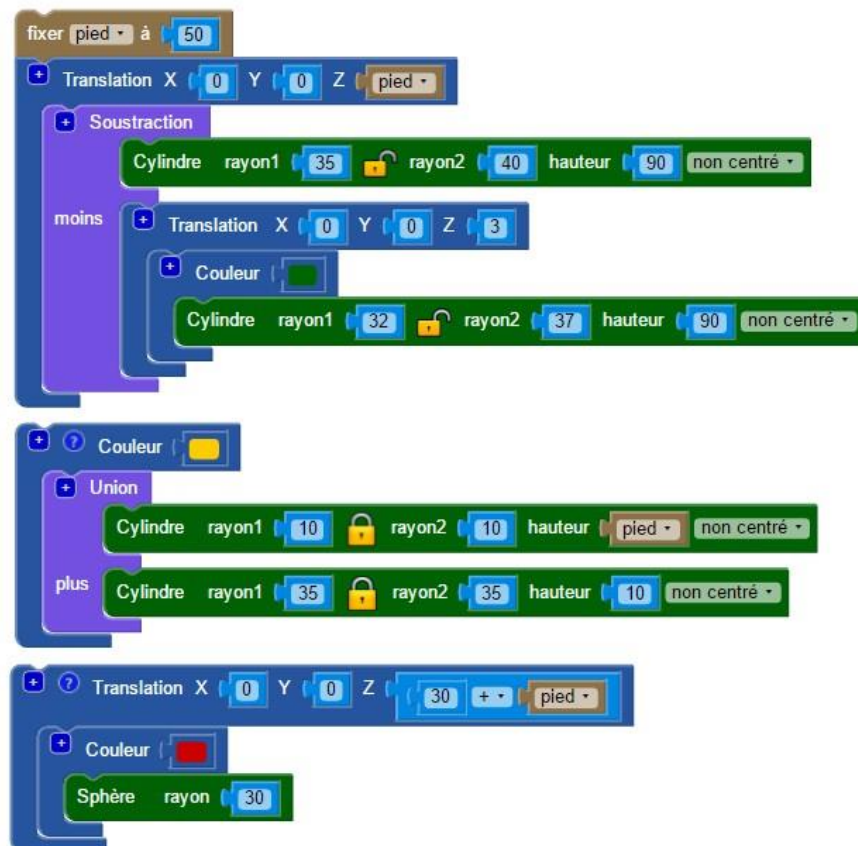 fixer pied à 50
+ Translation X 0 Y 0 Z pied
+ Soustraction
Cylindre rayon1 35 rayon2 40 hauteur 90 non centré
moins + Translation X 0 Y 0 Z 3
+ Couleur
Cylindre rayon1 32 rayon2 37 hauteur 90 non centré
+ ? Couleur
+ Union
Cylindre rayon1 10 rayon2 10 hauteur pied non centré
plus Cylindre rayon1 35 rayon2 35 hauteur 10 non centré
+ ? Translation X 0 Y 0 Z 30 + pied
+ Couleur
Sphère rayon 30